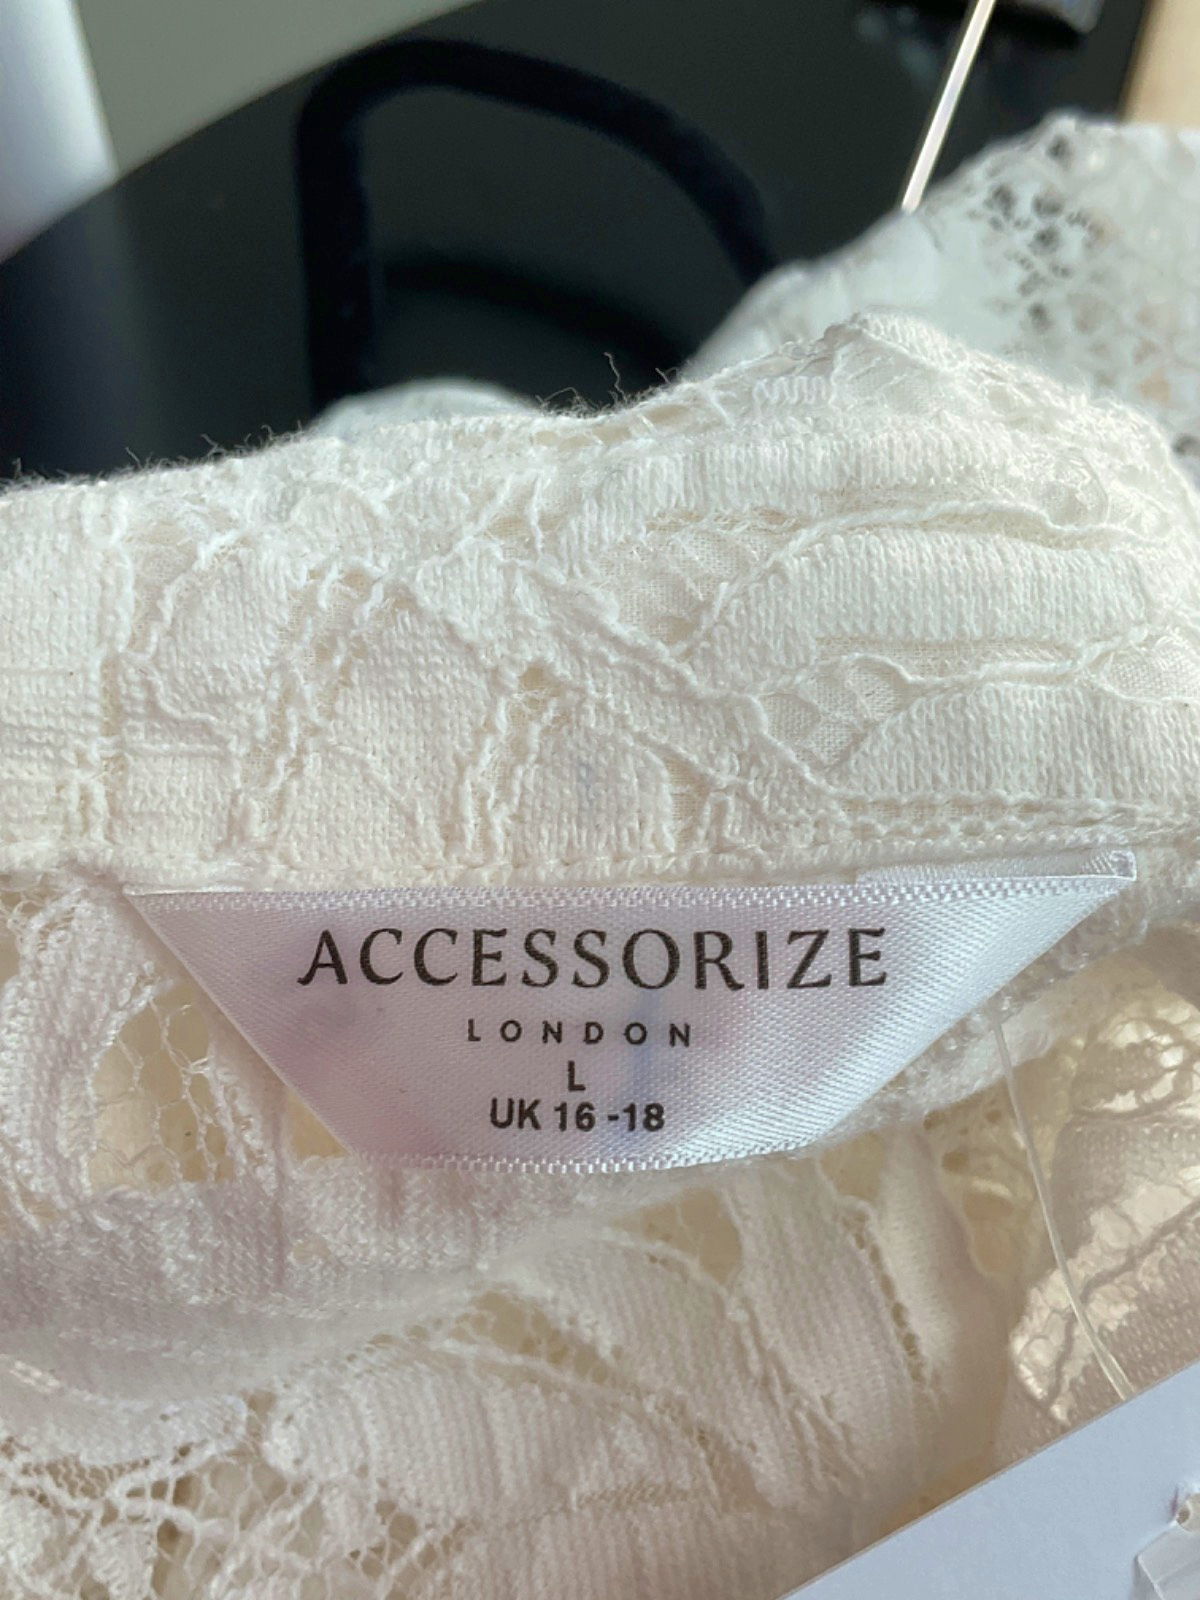 ACCESSORIZE
LONDON
L
UK 16 -18